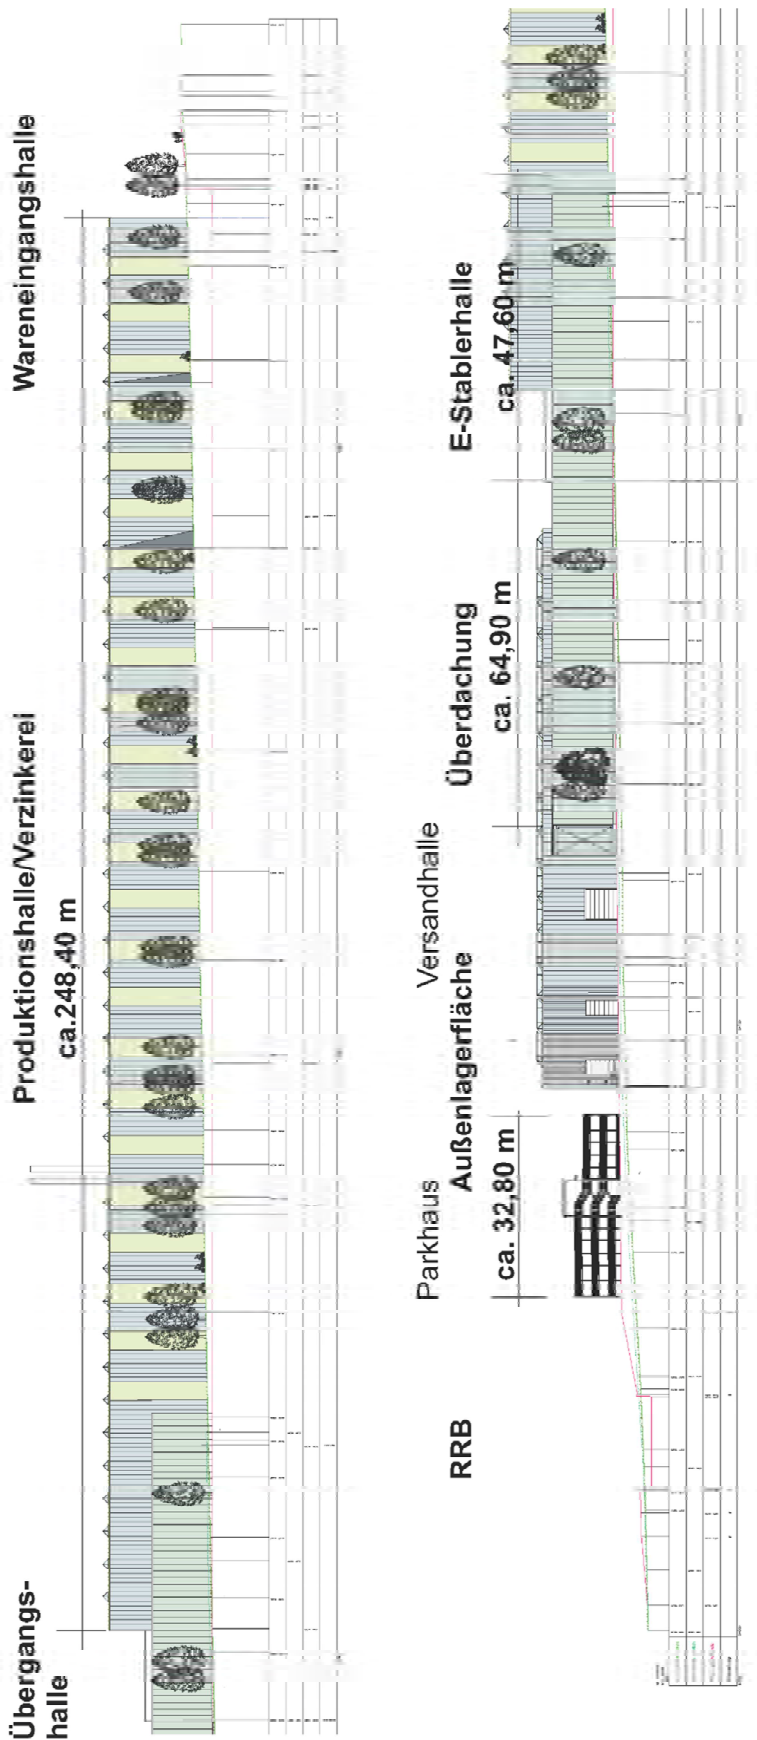 Übergangs-
halle
Produktionshalle/Verzinkerei
ca.248,40 m
Wareneingangshalle
RRB
Parkhaus
ca. 32,80 m
Außenlagerfläche
Versandhalle
Überdachung
ca. 64,90 m
E-Stablerhalle
ca. 47,60 m